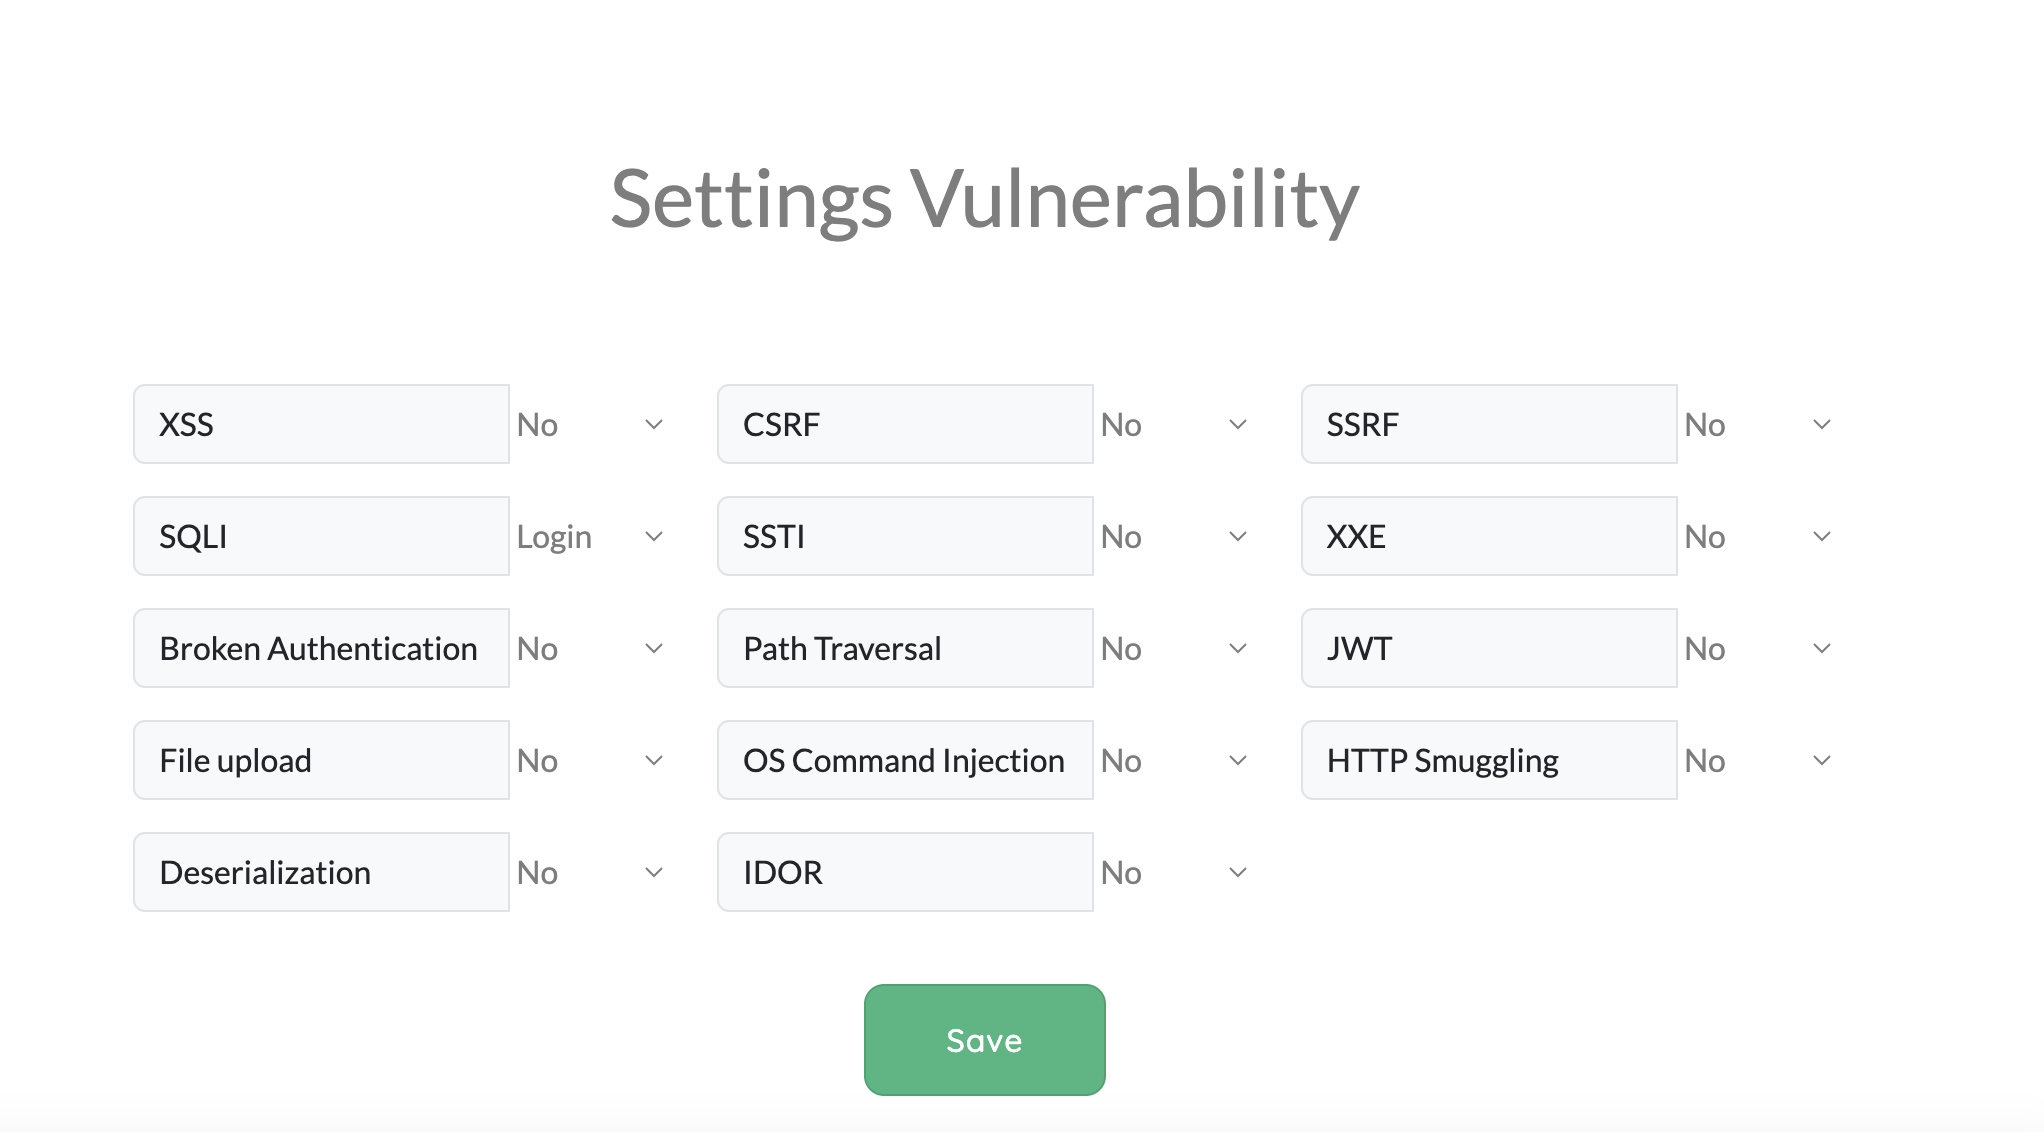 Settings Vulnerability
XSS No CSRF No SSRF No
SQLI Login SSTI No XXE No
Broken Authentication No Path Traversal No JWT No
File upload No OS Command Injection No HTTP Smuggling No
Deserialization No IDOR No
Save